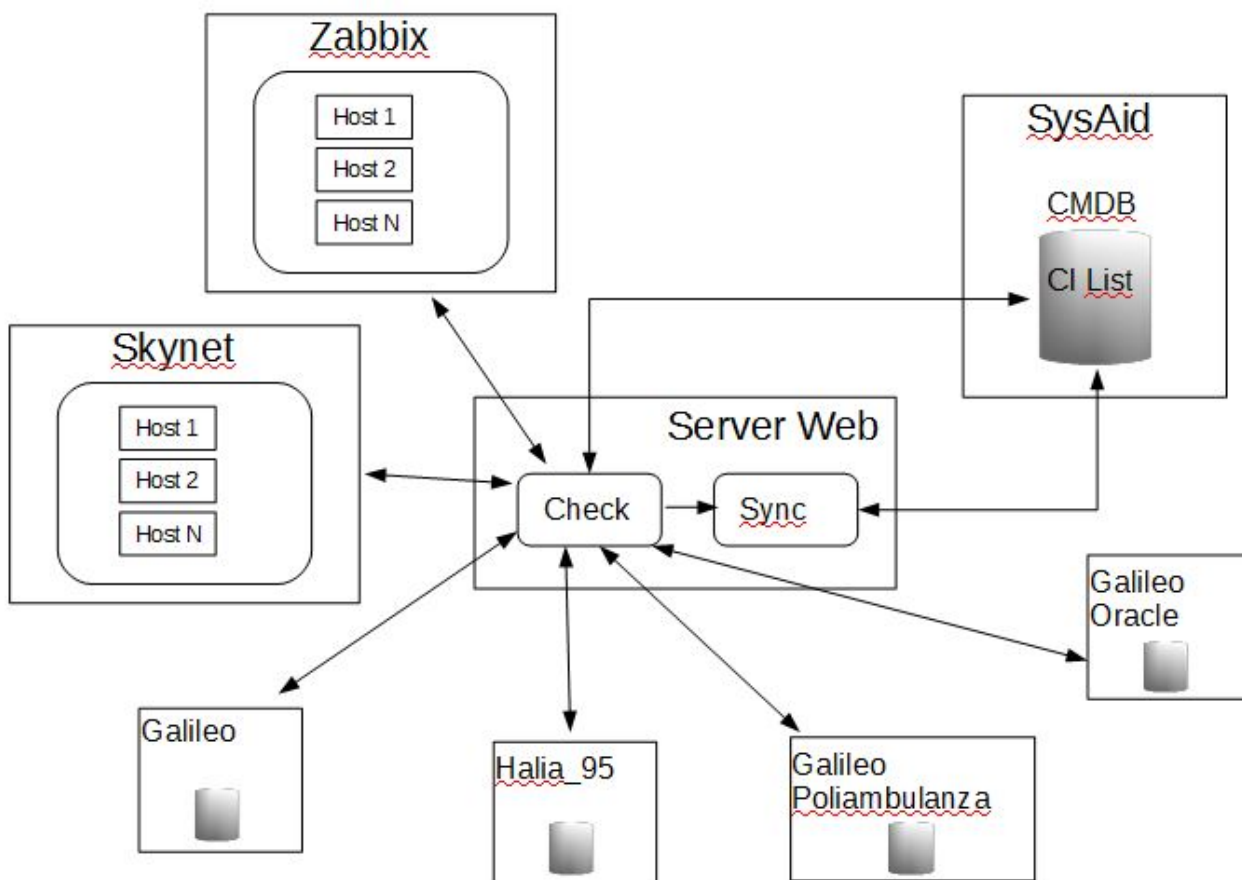 Zabbix
Host 1
Host 2
Host N
SysAid
CMDB
CI List
Skynet
Host 1
Host 2
Host N
Server Web
Check
Sync
Galileo
Oracle
Galileo
Halia_95
Galileo
Poliambulanza